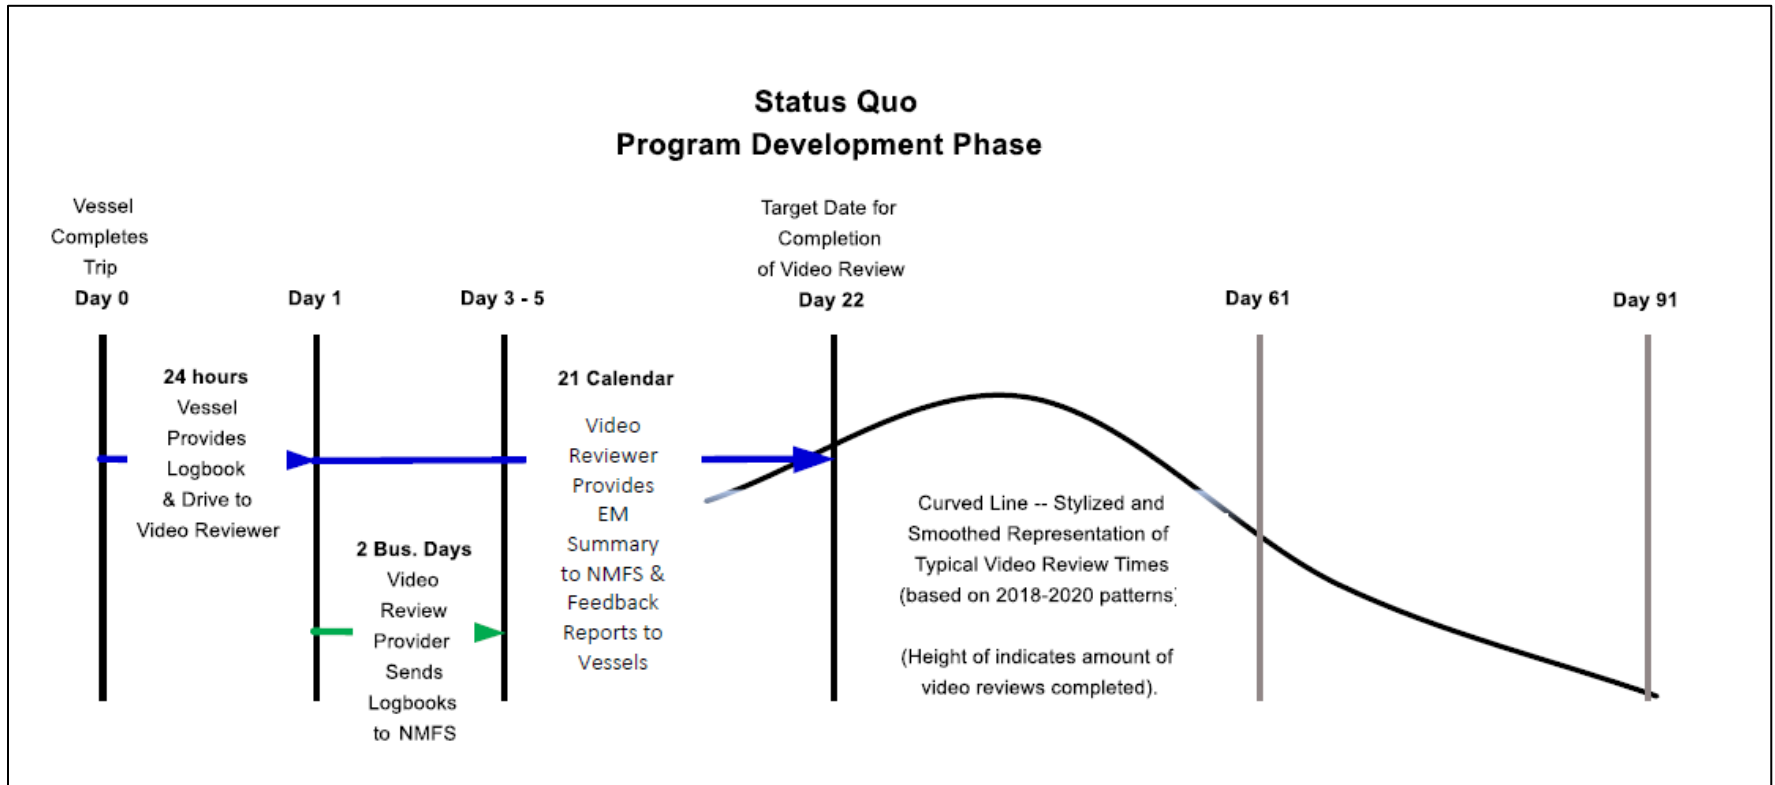 Status Quo
Program Development Phase
Vessel
Completes
Trip
Day 0
Day 1
Day 3 - 5
Target Date for
Completion
of Video Review
Day 22
Day 61
Day 91
24 hours
Vessel
Provides
Logbook
& Drive to
Video Reviewer
2 Bus. Days
Video
Review
Provider
Sends
Logbooks
to NMFS
21 Calendar
Video
Reviewer
Provides
EM
Summary
to NMFS &
Feedback
Reports to
Vessels
Curved Line -- Stylized and
Smoothed Representation of
Typical Video Review Times
(based on 2018-2020 patterns)
(Height of indicates amount of
video reviews completed).